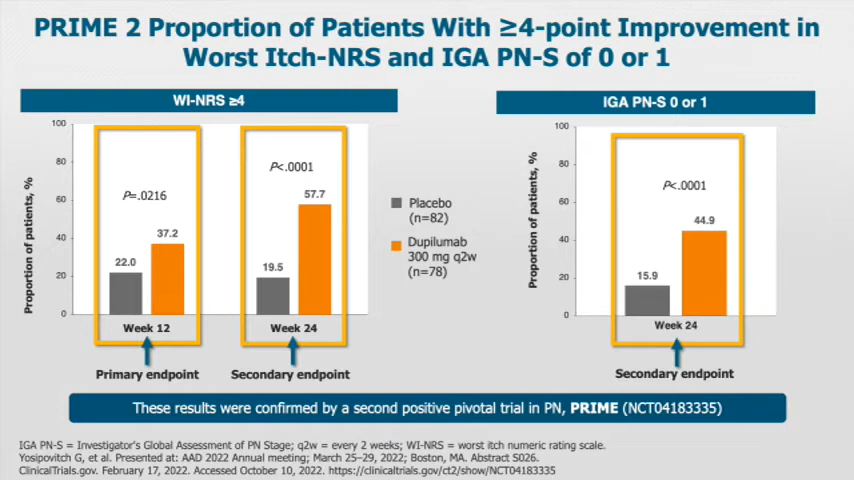 PRIME 2 Proportion of Patients With ≥4-point Improvement in
Worst Itch-NRS and IGA PN-S of 0 or 1
WI-NRS ≥4
100
80
60
40
20
0
Proportion of patients, %
P=.0216
22.0
37.2
Week 12
Primary endpoint
P<.0001
19.5
57.7
Week 24
Secondary endpoint
Placebo
(n=82)
Dupilumab
300 mg q2w
(n=78)
IGA PN-S 0 or 1
100
80
60
40
20
0
Proportion of patients, %
P<.0001
15.9
44.9
Week 24
Secondary endpoint
These results were confirmed by a second positive pivotal trial in PN, PRIME (NCT04183335)
IGA PN-S = Investigator's Global Assessment of PN Stage; q2w = every 2 weeks; WI-NRS = worst itch numeric rating scale.
Yosipovitch G, et al. Presented at: AAD 2022 Annual meeting; March 25–29, 2022; Boston, MA. Abstract S026.
ClinicalTrials.gov. February 17, 2022. Accessed October 10, 2022. https://clinicaltrials.gov/ct2/show/NCT04183335